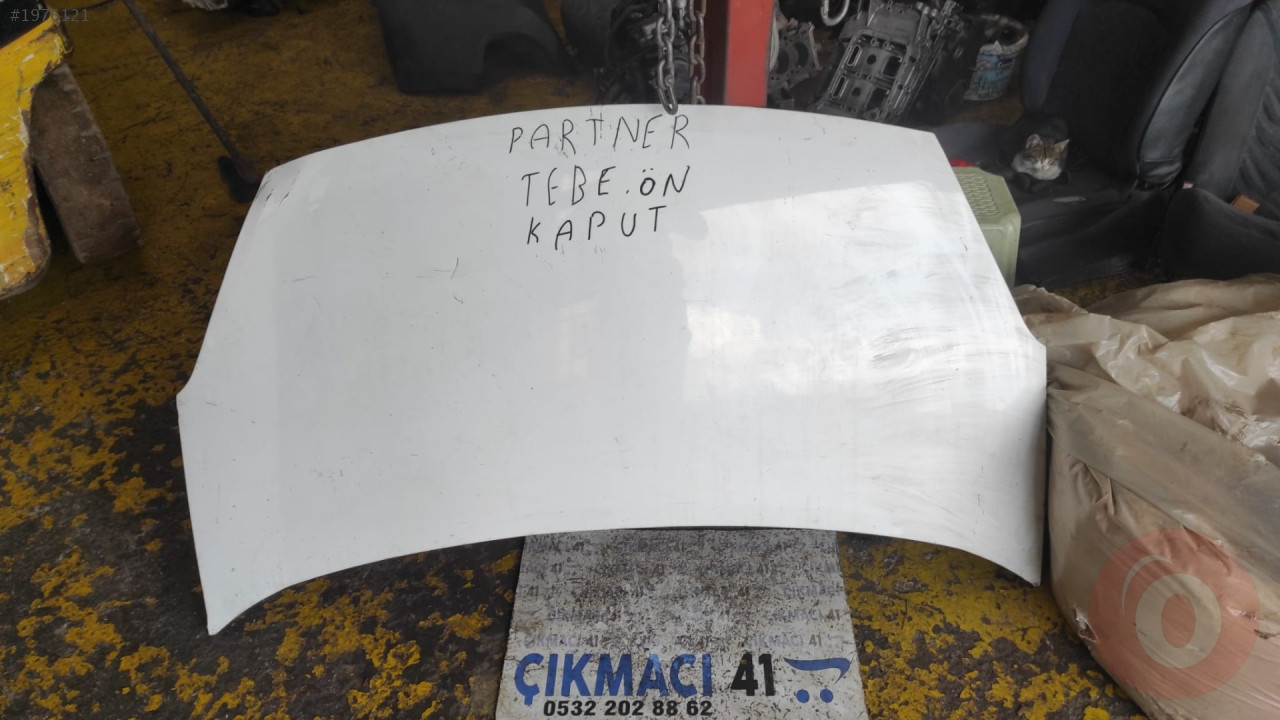 #1976121
PARTNER
TEBE.ÖN
KAPUT
ÇIKMACI 41
0532 202 88 62